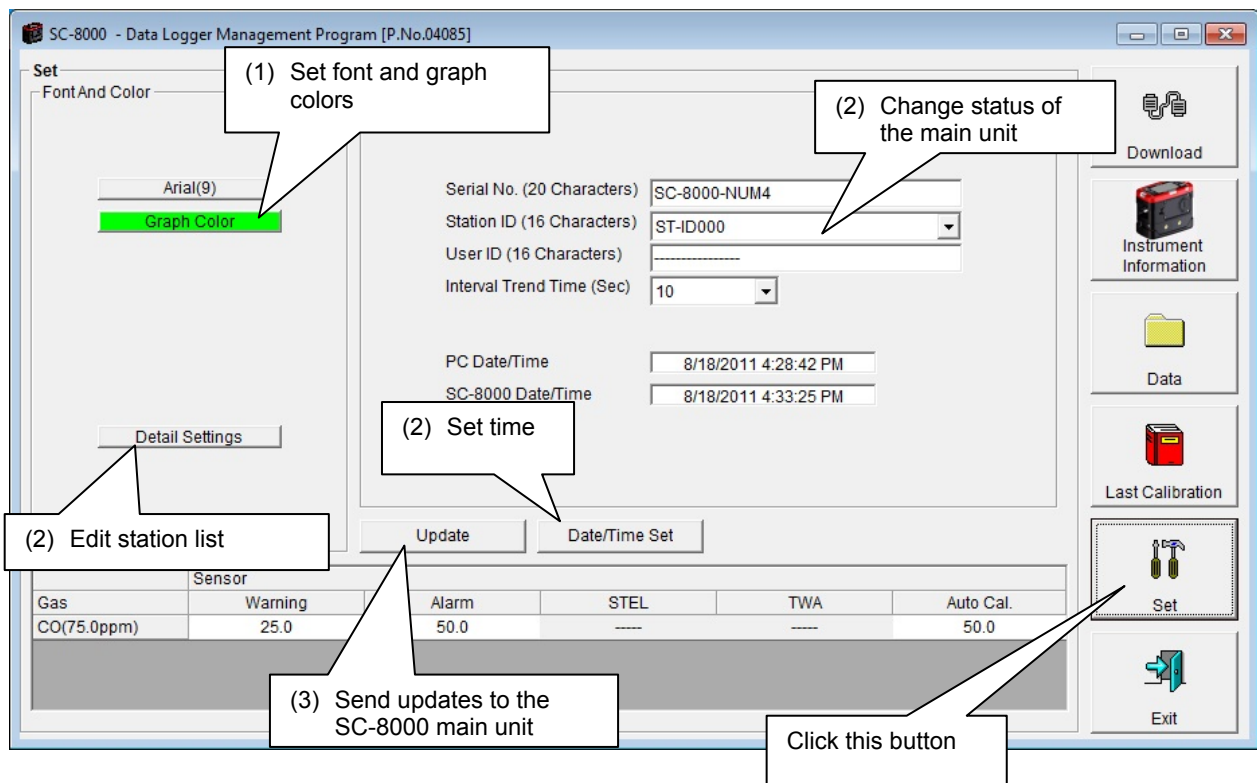 SC-8000 - Data Logger Management Program [P.No.04085]
Set
Font And Color
(1) Set font and graph
colors
(2) Change status of
the main unit
Arial(9)
Graph Color
Serial No. (20 Characters) SC-8000-NUM4
Station ID (16 Characters) ST-ID000
User ID (16 Characters) ----------------
Interval Trend Time (Sec) 10
PC Date/Time 8/18/2011 4:28:42 PM
SC-8000 Date/Time 8/18/2011 4:33:25 PM
(2) Set time
Detail Settings
(2) Edit station list
Update Date/Time Set
Sensor
Gas Warning Alarm STEL TWA Auto Cal.
CO(75.0ppm) 25.0 50.0 ----- ----- 50.0
(3) Send updates to the
SC-8000 main unit
Click this button
Download
Instrument
Information
Data
Last Calibration
Set
Exit